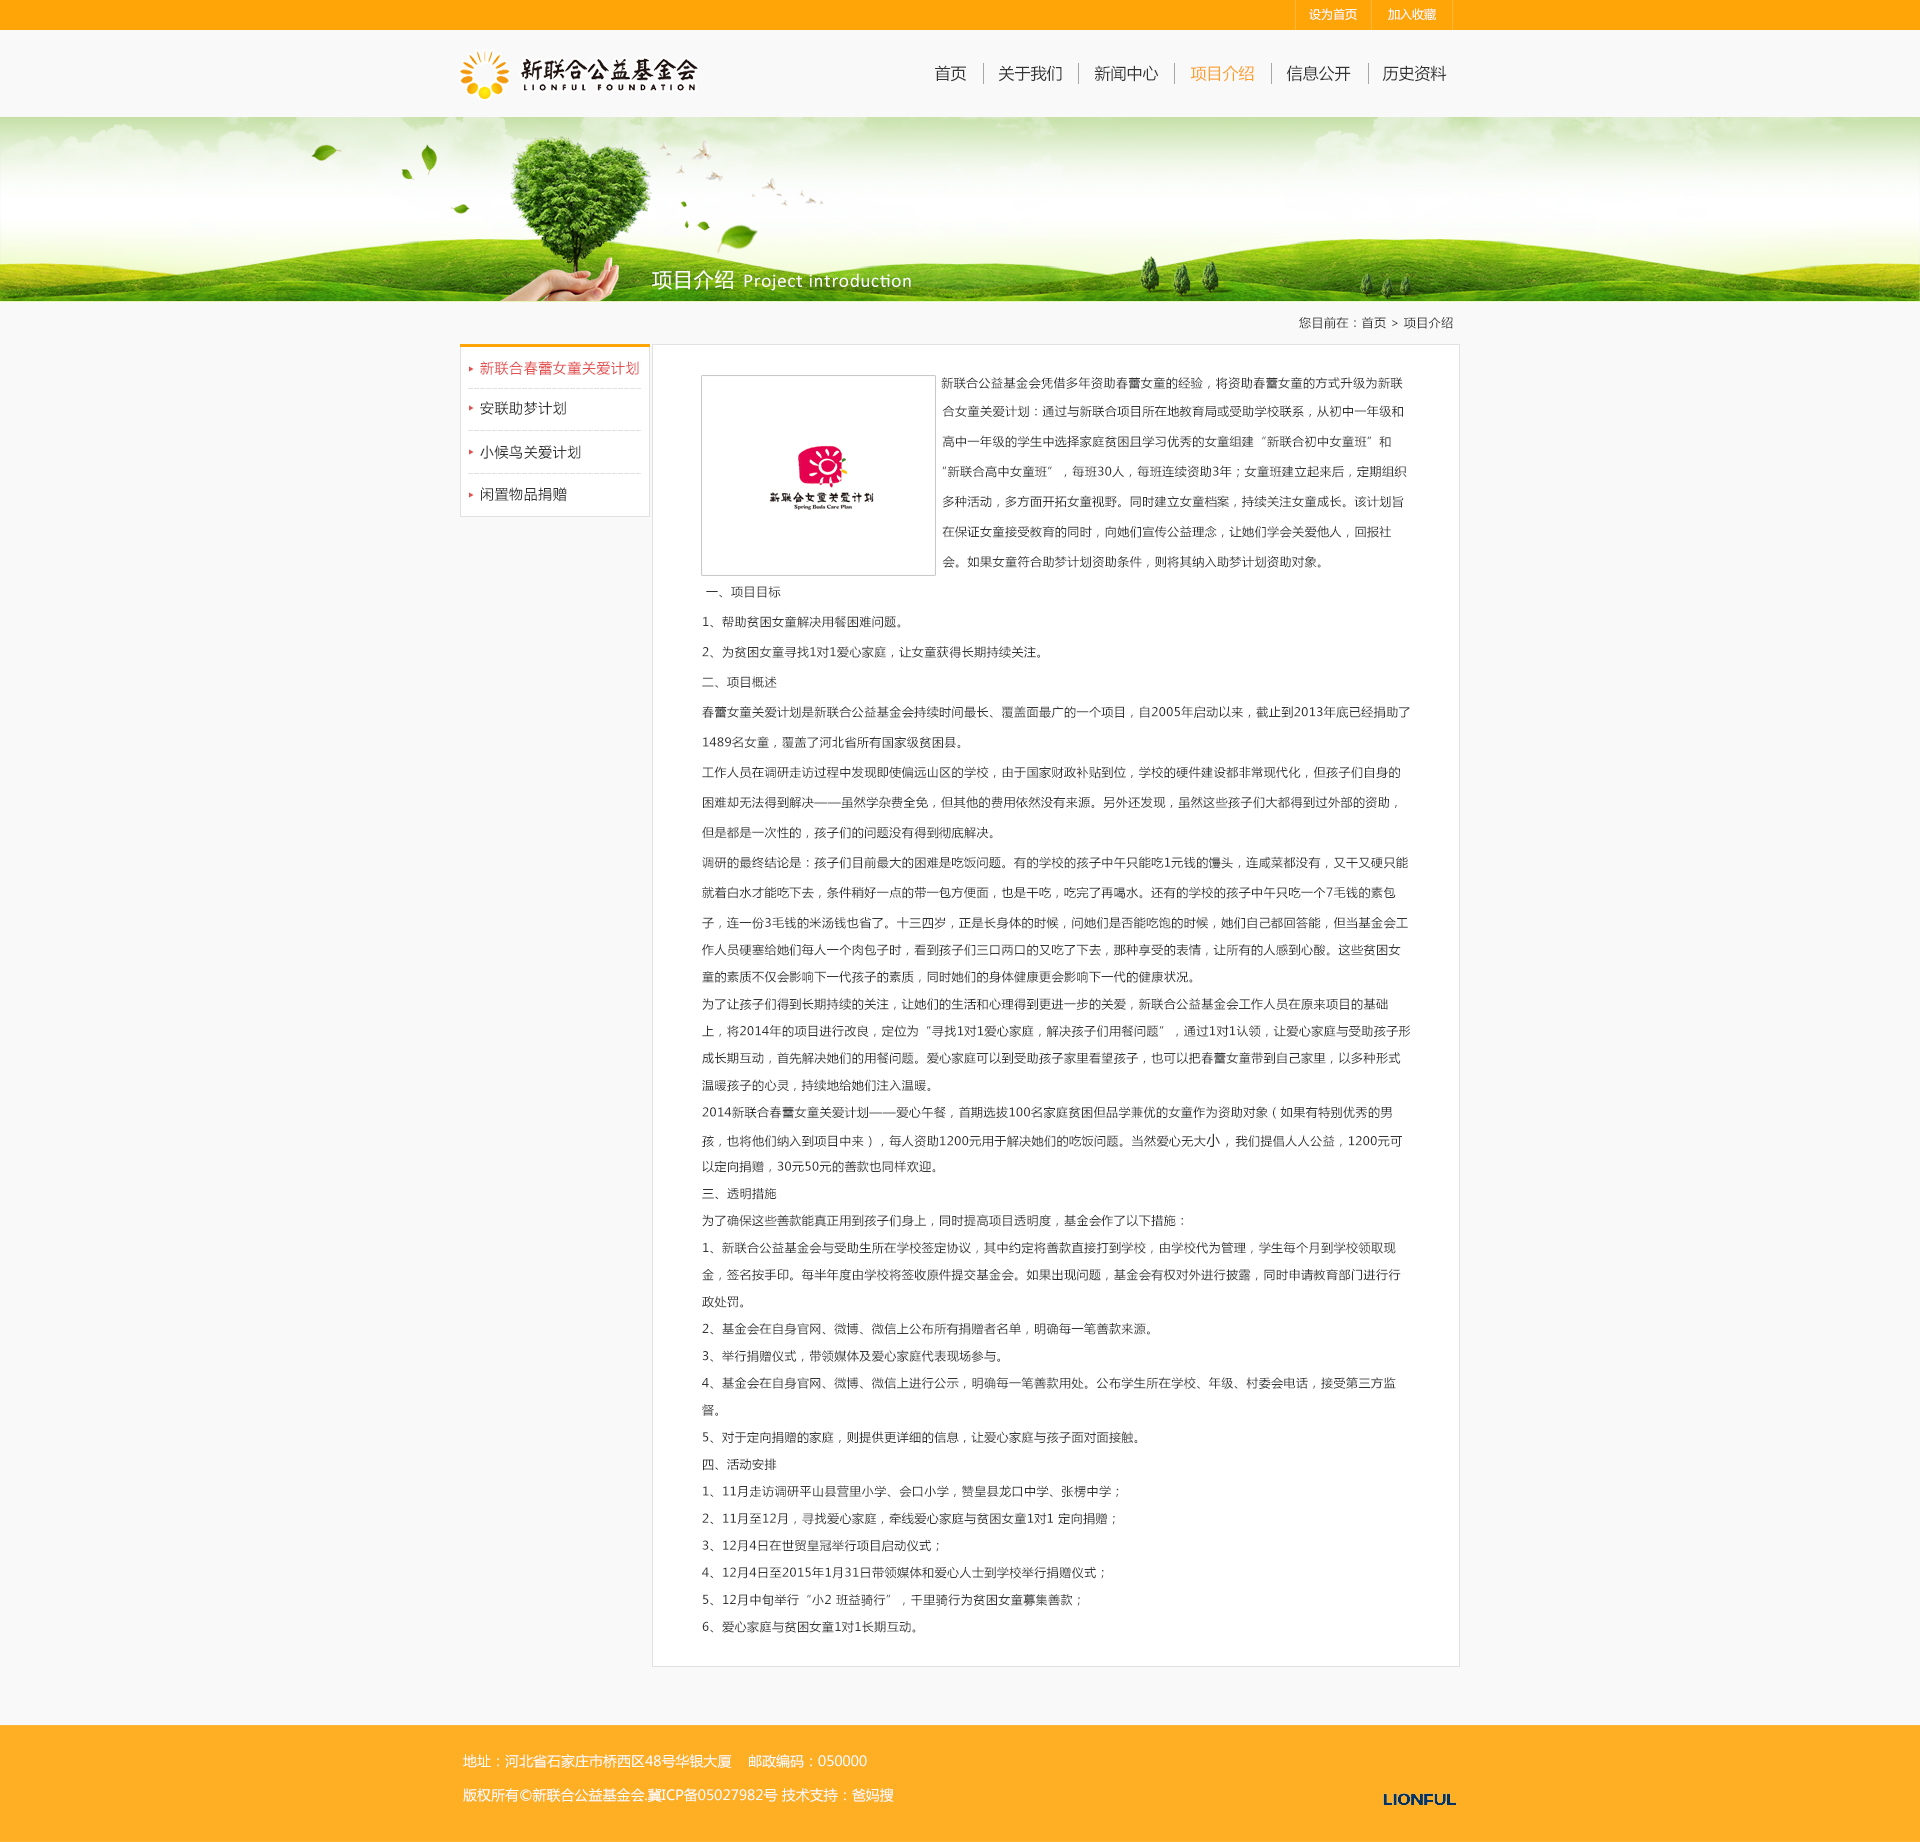 设为首页 加入收藏
新联合公益基金会
LIONFUL FOUNDATION
首页 关于我们 新闻中心 项目介绍 信息公开 历史资料
项目介绍 Project introduction
您目前在：首页 > 项目介绍
新联合春蕾女童关爱计划
安联助梦计划
小候鸟关爱计划
闲置物品捐赠
新联合女童关爱计划
Spring Buds Care Plan
新联合公益基金会凭借多年资助春蕾女童的经验，将资助春蕾女童的方式升级为新联
合女童关爱计划：通过与新联合项目所在地教育局或受助学校联系，从初中一年级和
高中一年级的学生中选择家庭贫困且学习优秀的女童组建“新联合初中女童班”和
“新联合高中女童班”，每班30人，每班连续资助3年；女童班建立起来后，定期组织
多种活动，多方面开拓女童视野。同时建立女童档案，持续关注女童成长。该计划旨
在保证女童接受教育的同时，向她们宣传公益理念，让她们学会关爱他人，回报社
会。如果女童符合助梦计划资助条件，则将其纳入助梦计划资助对象。
一、项目目标
1、帮助贫困女童解决用餐困难问题。
2、为贫困女童寻找1对1爱心家庭，让女童获得长期持续关注。
二、项目概述
春蕾女童关爱计划是新联合公益基金会持续时间最长、覆盖面最广的一个项目，自2005年启动以来，截止到2013年底已经捐助了
1489名女童，覆盖了河北省所有国家级贫困县。
工作人员在调研走访过程中发现即使偏远山区的学校，由于国家财政补贴到位，学校的硬件建设都非常现代化，但孩子们自身的
困难却无法得到解决——虽然学杂费全免，但其他的费用依然没有来源。另外还发现，虽然这些孩子们大都得到过外部的资助，
但是都是一次性的，孩子们的问题没有得到彻底解决。
调研的最终结论是：孩子们目前最大的困难是吃饭问题。有的学校的孩子中午只能吃1元钱的馒头，连咸菜都没有，又干又硬只能
就着白水才能吃下去，条件稍好一点的带一包方便面，也是干吃，吃完了再喝水。还有的学校的孩子中午只吃一个7毛钱的素包
子，连一份3毛钱的米汤钱也省了。十三四岁，正是长身体的时候，问她们是否能吃饱的时候，她们自己都回答能，但当基金会工
作人员硬塞给她们每人一个肉包子时，看到孩子们三口两口的又吃了下去，那种享受的表情，让所有的人感到心酸。这些贫困女
童的素质不仅会影响下一代孩子的素质，同时她们的身体健康更会影响下一代的健康状况。
为了让孩子们得到长期持续的关注，让她们的生活和心理得到更进一步的关爱，新联合公益基金会工作人员在原来项目的基础
上，将2014年的项目进行改良，定位为“寻找1对1爱心家庭，解决孩子们用餐问题”，通过1对1认领，让爱心家庭与受助孩子形
成长期互动，首先解决她们的用餐问题。爱心家庭可以到受助孩子家里看望孩子，也可以把春蕾女童带到自己家里，以多种形式
温暖孩子的心灵，持续地给她们注入温暖。
2014新联合春蕾女童关爱计划——爱心午餐，首期选拔100名家庭贫困但品学兼优的女童作为资助对象（如果有特别优秀的男
孩，也将他们纳入到项目中来），每人资助1200元用于解决她们的吃饭问题。当然爱心无大小，我们提倡人人公益，1200元可
以定向捐赠，30元50元的善款也同样欢迎。
三、透明措施
为了确保这些善款能真正用到孩子们身上，同时提高项目透明度，基金会作了以下措施：
1、新联合公益基金会与受助生所在学校签定协议，其中约定将善款直接打到学校，由学校代为管理，学生每个月到学校领取现
金，签名按手印。每半年度由学校将签收原件提交基金会。如果出现问题，基金会有权对外进行披露，同时申请教育部门进行行
政处罚。
2、基金会在自身官网、微博、微信上公布所有捐赠者名单，明确每一笔善款来源。
3、举行捐赠仪式，带领媒体及爱心家庭代表现场参与。
4、基金会在自身官网、微博、微信上进行公示，明确每一笔善款用处。公布学生所在学校、年级、村委会电话，接受第三方监
督。
5、对于定向捐赠的家庭，则提供更详细的信息，让爱心家庭与孩子面对面接触。
四、活动安排
1、11月走访调研平山县营里小学、会口小学，赞皇县龙口中学、张楞中学；
2、11月至12月，寻找爱心家庭，牵线爱心家庭与贫困女童1对1 定向捐赠；
3、12月4日在世贸皇冠举行项目启动仪式；
4、12月4日至2015年1月31日带领媒体和爱心人士到学校举行捐赠仪式；
5、12月中旬举行“小2 班益骑行”，千里骑行为贫困女童募集善款；
6、爱心家庭与贫困女童1对1长期互动。
地址：河北省石家庄市桥西区48号华银大厦 邮政编码：050000
版权所有©新联合公益基金会.冀ICP备05027982号 技术支持：爸妈搜
LIONFUL